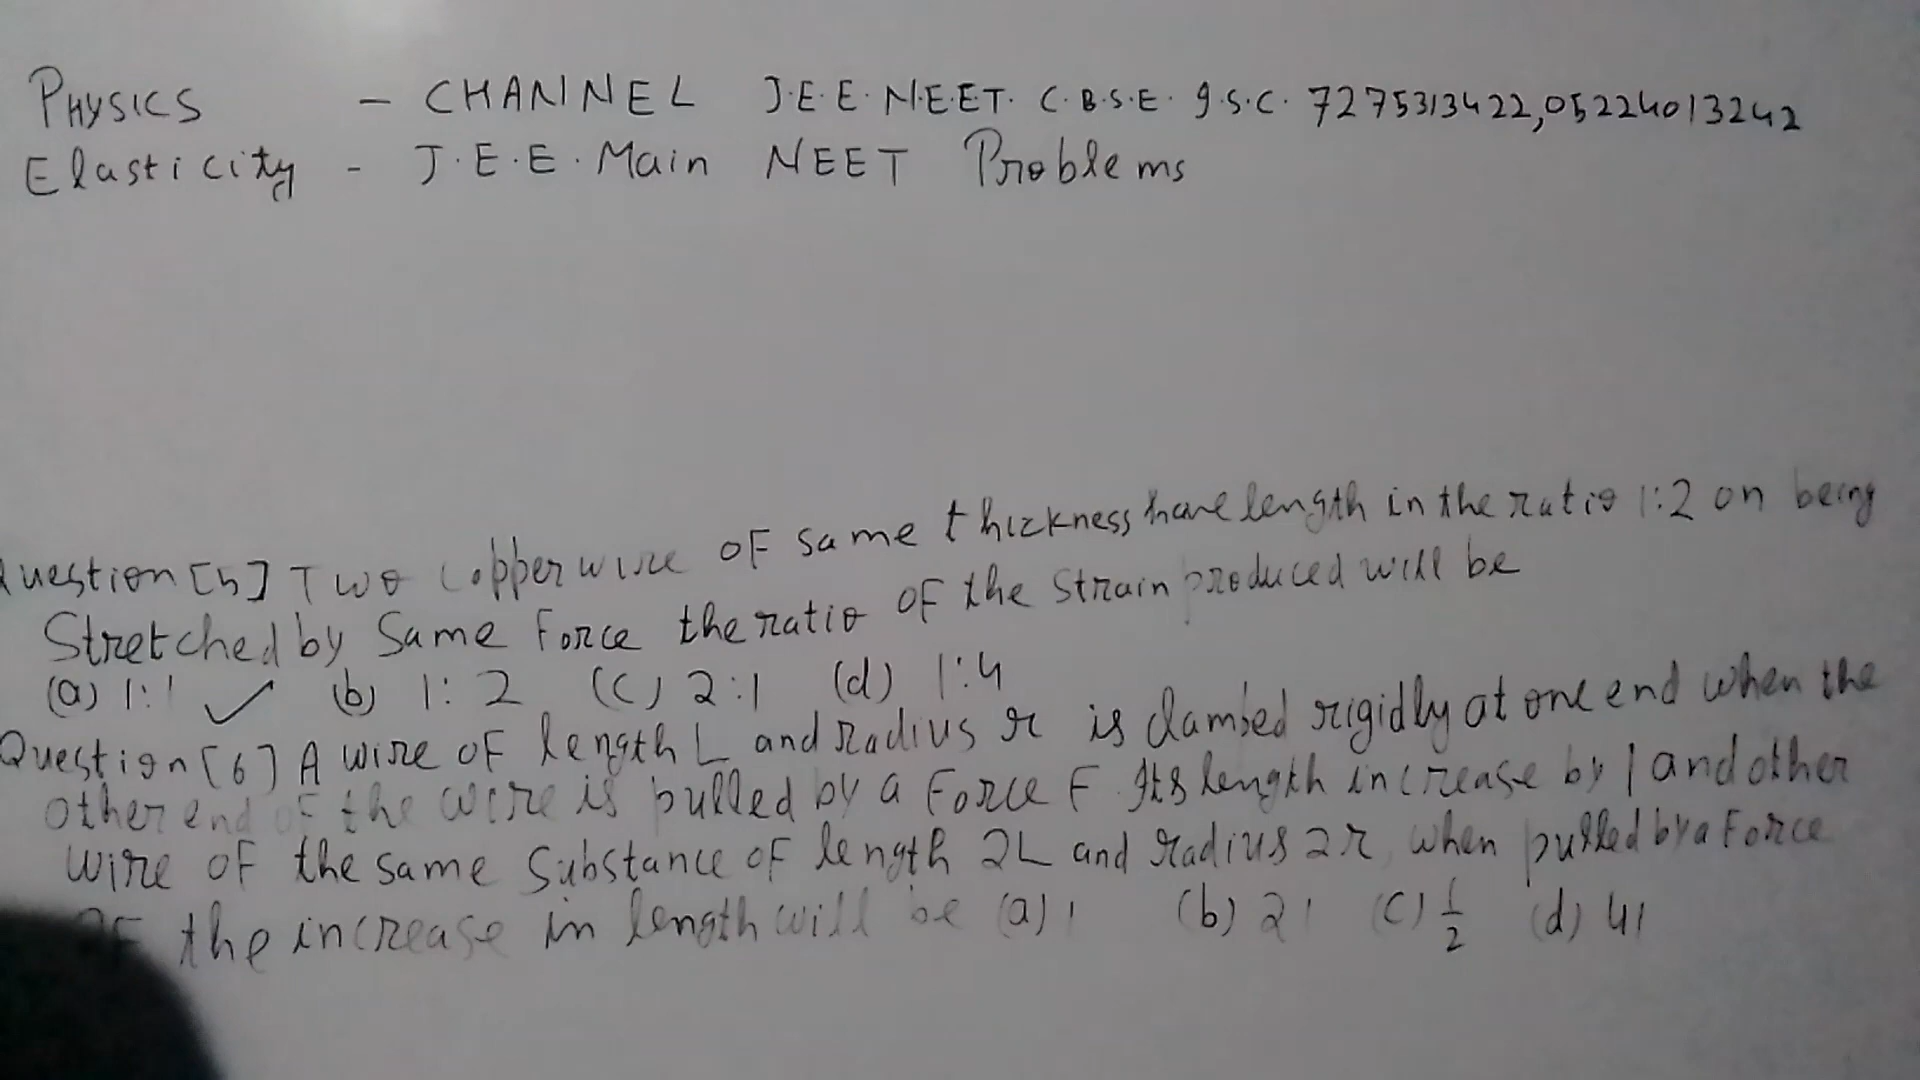 PHYSICS - CHANNEL J.E.E. N.E.E.T. C.B.S.E. I.S.C. 7275313422,05224013242
Elasticity - J.E.E. Main NEET Problems
Question [5] Two Copper wire OF same thickness have length in the ratio 1:2 on being
Stretched by Same Force the ratio OF the Strain produced will be
(a) 1:1 ✓ (b) 1:2 (c) 2:1 (d) 1:4
Question [6] A wire OF length L and radius r is clambed rigidly at one end when the
other end OF the wire is pulled by a Force F Its length increase by l and other
wire OF the same Substance OF length 2L and radius 2r, when pulled by a Force
2F the increase in length will be (a) l (b) 2l (c) 1/2 (d) 4l